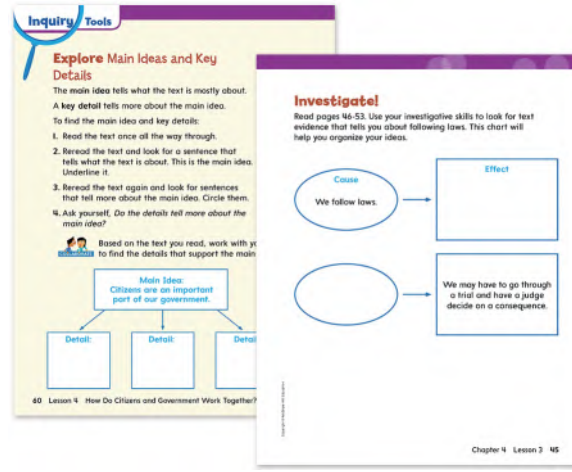 Inquiry Tools
Explore Main Ideas and Key
Details
The main idea tells what the text is mostly about.
A key detail tells more about the main idea.
To find the main idea and key details:
1. Read the text once all the way through.
2. Reread the text and look for a sentence that
tells what the text is about. This is the main idea.
Underline it.
3. Reread the text again and look for sentences
that tell more about the main idea. Circle them.
4. Ask yourself, Do the details tell more about the
main idea?
COLLABORATE
Based on the text you read, work with
to find the details that support the main
Main Idea:
Citizens are an important
part of our government.
Detail:
Detail:
Detail
60 Lesson 4 How Do Citizens and Government Work Together?
Investigate!
Read pages 46-53. Use your investigative skills to look for text
evidence that tells you about following laws. This chart will
help you organize your ideas.
Cause
We follow laws.
Effect
We may have to go through
a trial and have a judge
decide on a consequence.
Chapter 4 Lesson 3 45